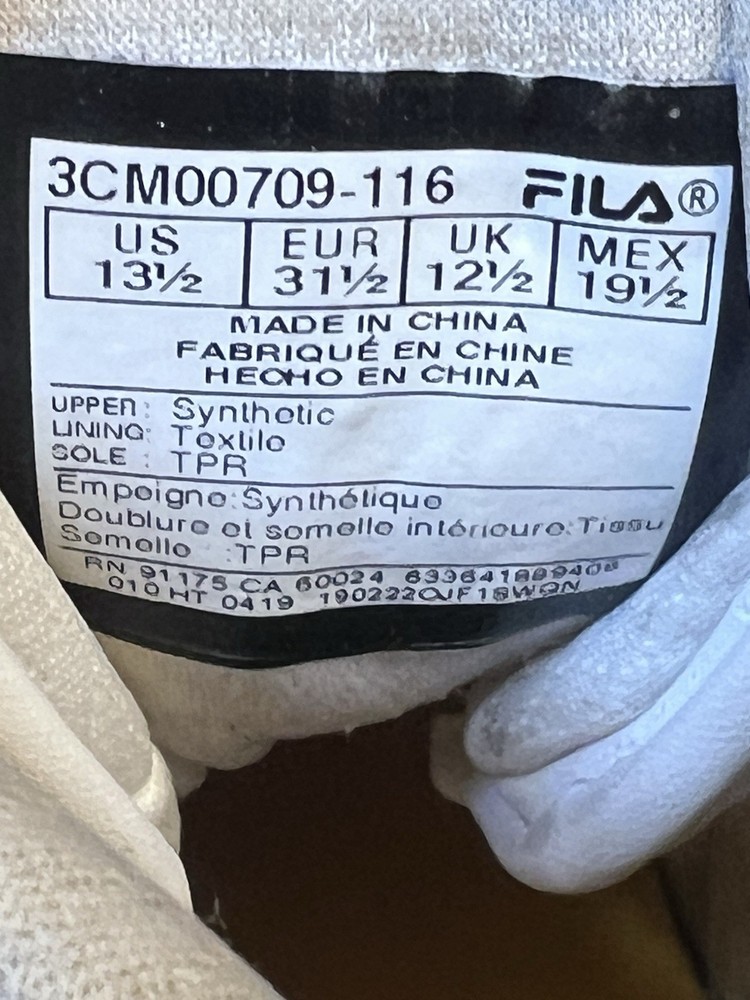 3CM00709-116 FILA®
US EUR UK MEX
13½ 31½ 12½ 19½
MADE IN CHINA
FABRIQUÉ EN CHINE
HECHO EN CHINA
UPPER: Synthetic
LINING: Textile
SOLE : TPR
Empeigne:Synthétique
Doublure et semelle intérieure:Tissu
Semelle :TPR
RN 91175 CA 60024
010 HT 0419